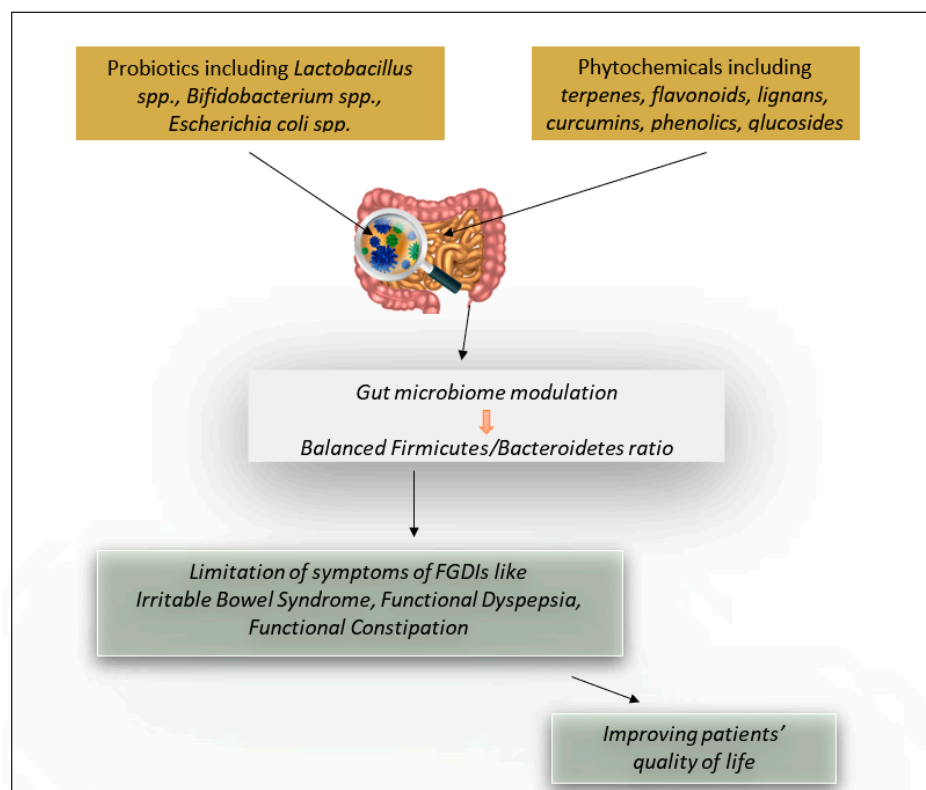 Probiotics including Lactobacillus
spp., Bifidobacterium spp.,
Escherichia coli spp.
Phytochemicals including
terpenes, flavonoids, lignans,
curcumins, phenolics, glucosides
Gut microbiome modulation
Balanced Firmicutes/Bacteroidetes ratio
Limitation of symptoms of FGDIs like
Irritable Bowel Syndrome, Functional Dyspepsia,
Functional Constipation
Improving patients’
quality of life